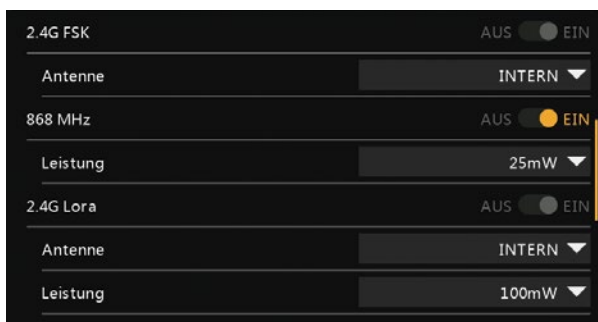 2.4G FSK AUS EIN
Antenne INTERN
868 MHz AUS EIN
Leistung 25mW
2.4G Lora AUS EIN
Antenne INTERN
Leistung 100mW